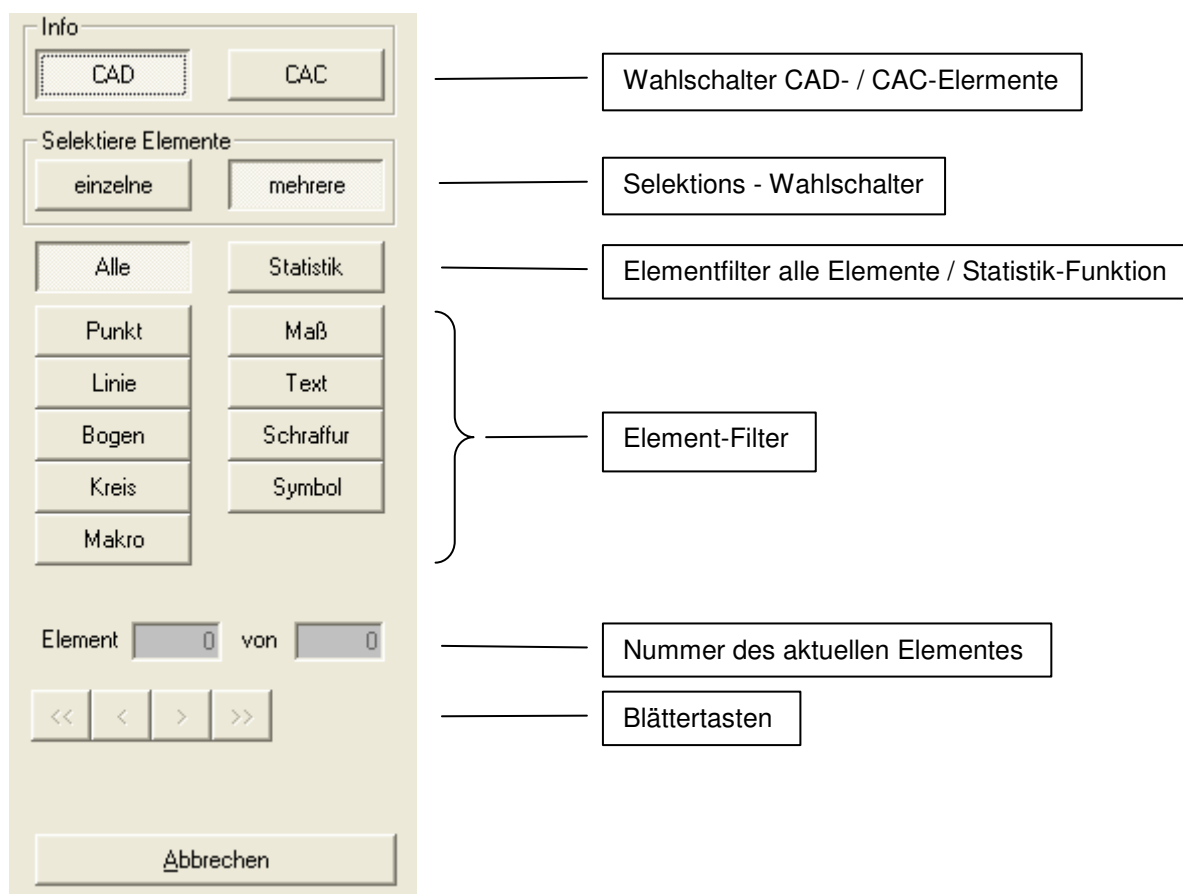 Info
CAD CAC Wahlschalter CAD- / CAC-Elermente
Selektiere Elemente
einzelne mehrere Selektions - Wahlschalter
Alle Statistik Elementfilter alle Elemente / Statistik-Funktion
Punkt Maß
Linie Text
Bogen Schraffur Element-Filter
Kreis Symbol
Makro
Element 0 von 0 Nummer des aktuellen Elementes
<< < > >> Blättertasten
Abbrechen